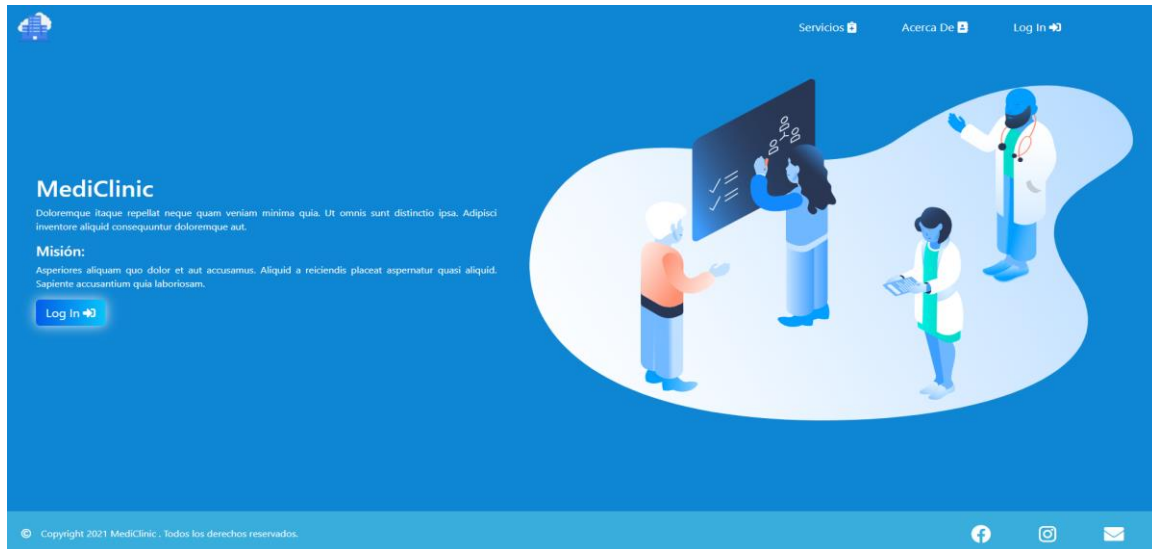 Servicios
Acerca De
Log In
MediClinic
Doloremque itaque repellat neque quam veniam minima quia. Ut omnis sunt distinctio ipsa. Adipisci
inventore aliquid consequuntur doloremque aut.
Misión:
Asperiores aliquam quo dolor et aut accusamus. Aliquid a reiciendis placeat aspernatur quasi aliquid.
Sapiente accusantium quia laboriosam.
Log In
© Copyright 2021 MediClinic . Todos los derechos reservados.